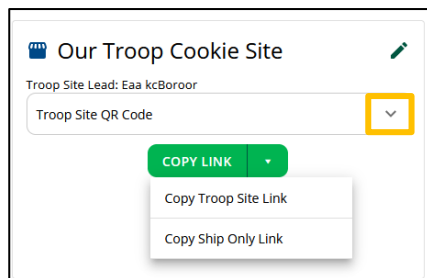 Our Troop Cookie Site
Troop Site Lead: Eaa kcBoroor
Troop Site QR Code
COPY LINK
Copy Troop Site Link
Copy Ship Only Link